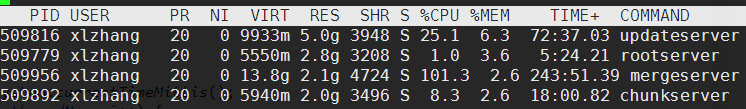 PID USER PR NI VIRT RES SHR S %CPU %MEM TIME+ COMMAND
509816 xlzhang 20 0 9933m 5.0g 3948 S 25.1 6.3 72:37.03 updateserver
509779 xlzhang 20 0 5550m 2.8g 3208 S 1.0 3.6 5:24.21 rootserver
509956 xlzhang 20 0 13.8g 2.1g 4724 S 101.3 2.6 243:51.39 mergeserver
509892 xlzhang 20 0 5940m 2.0g 3496 S 8.3 2.6 18:00.82 chunkserver